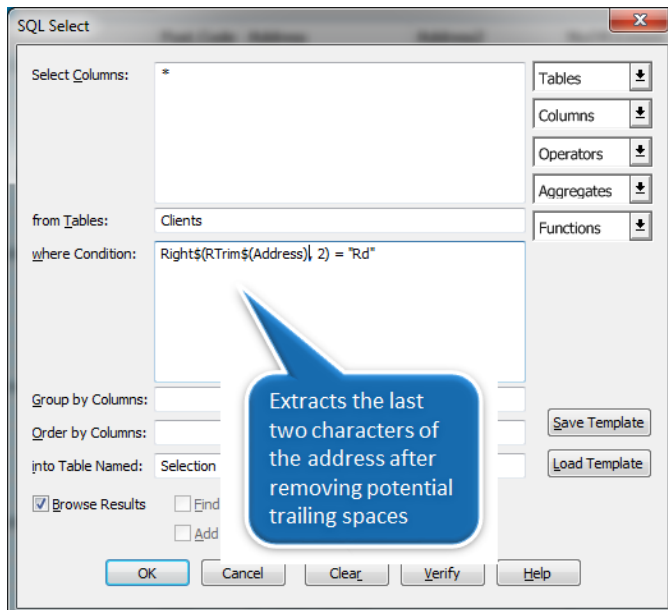 SQL Select
Select Columns:
*
Tables
Columns
Operators
Aggregates
from Tables:
Clients
Functions
where Condition:
Right$(RTrim$(Address), 2) = "Rd"
Extracts the last
two characters of
the address after
removing potential
trailing spaces
Group by Columns:
Order by Columns:
Save Template
into Table Named:
Selection
Load Template
Browse Results
Find
Add
OK
Cancel
Clear
Verify
Help